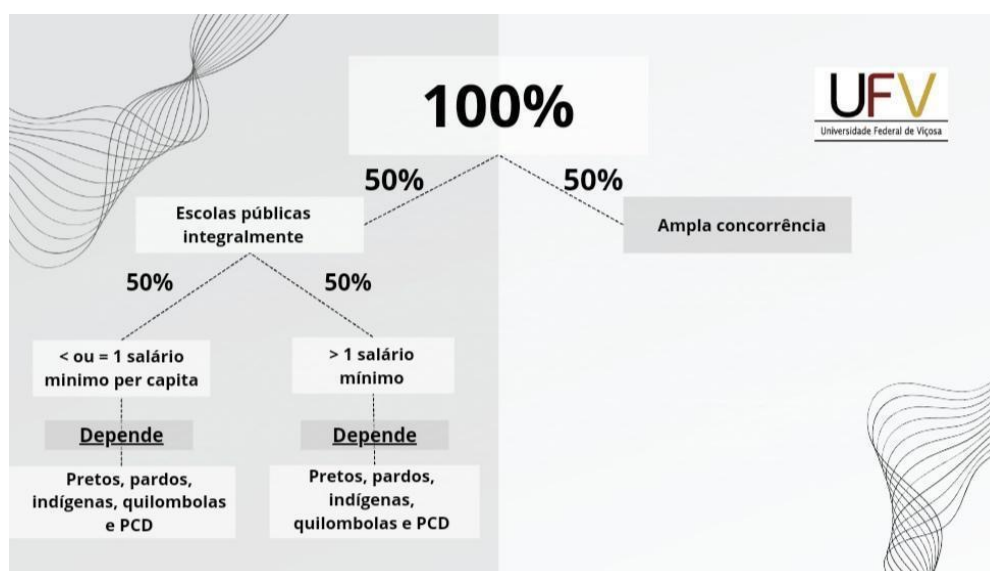 100%
UFV
Universidade Federal de Viçosa
50%
50%
Escolas públicas
integralmente
Ampla concorrência
50%
50%
< ou = 1 salário
minimo per capita
> 1 salário
mínimo
Depende
Depende
Pretos, pardos,
indígenas, quilombolas
e PCD
Pretos, pardos,
indígenas,
quilombolas e PCD